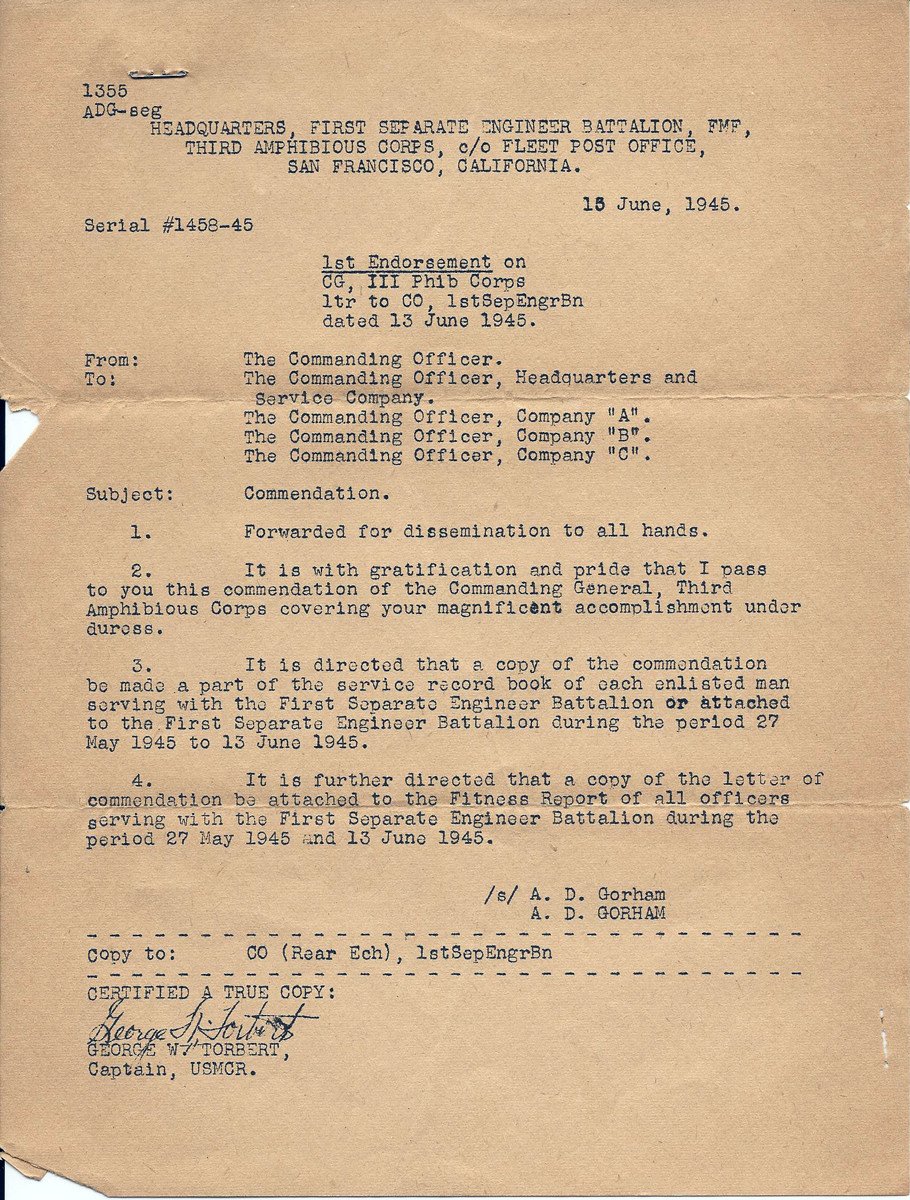 1355
ADG-seg
HEADQUARTERS, FIRST SEPARATE ENGINEER BATTALION, FMF,
THIRD AMPHIBIOUS CORPS, c/o FLEET POST OFFICE,
SAN FRANCISCO, CALIFORNIA.
15 June, 1945.
Serial #1458-45
1st Endorsement on
CG, III Phib Corps
ltr to CO, 1stSepEngrBn
dated 13 June 1945.
From: The Commanding Officer.
To: The Commanding Officer, Headquarters and
Service Company.
The Commanding Officer, Company "A".
The Commanding Officer, Company "B".
The Commanding Officer, Company "C".
Subject: Commendation.
1. Forwarded for dissemination to all hands.
2. It is with gratification and pride that I pass
to you this commendation of the Commanding General, Third
Amphibious Corps covering your magnificent accomplishment under
duress.
3. It is directed that a copy of the commendation
be made a part of the service record book of each enlisted man
serving with the First Separate Engineer Battalion or attached
to the First Separate Engineer Battalion during the period 27
May 1945 to 13 June 1945.
4. It is further directed that a copy of the letter of
commendation be attached to the Fitness Report of all officers
serving with the First Separate Engineer Battalion during the
period 27 May 1945 and 13 June 1945.
/s/ A. D. Gorham
A. D. GORHAM
Copy to: CO (Rear Ech), 1stSepEngrBn
CERTIFIED A TRUE COPY:
George W. Torbert
GEORGE W. TORBERT,
Captain, USMCR.